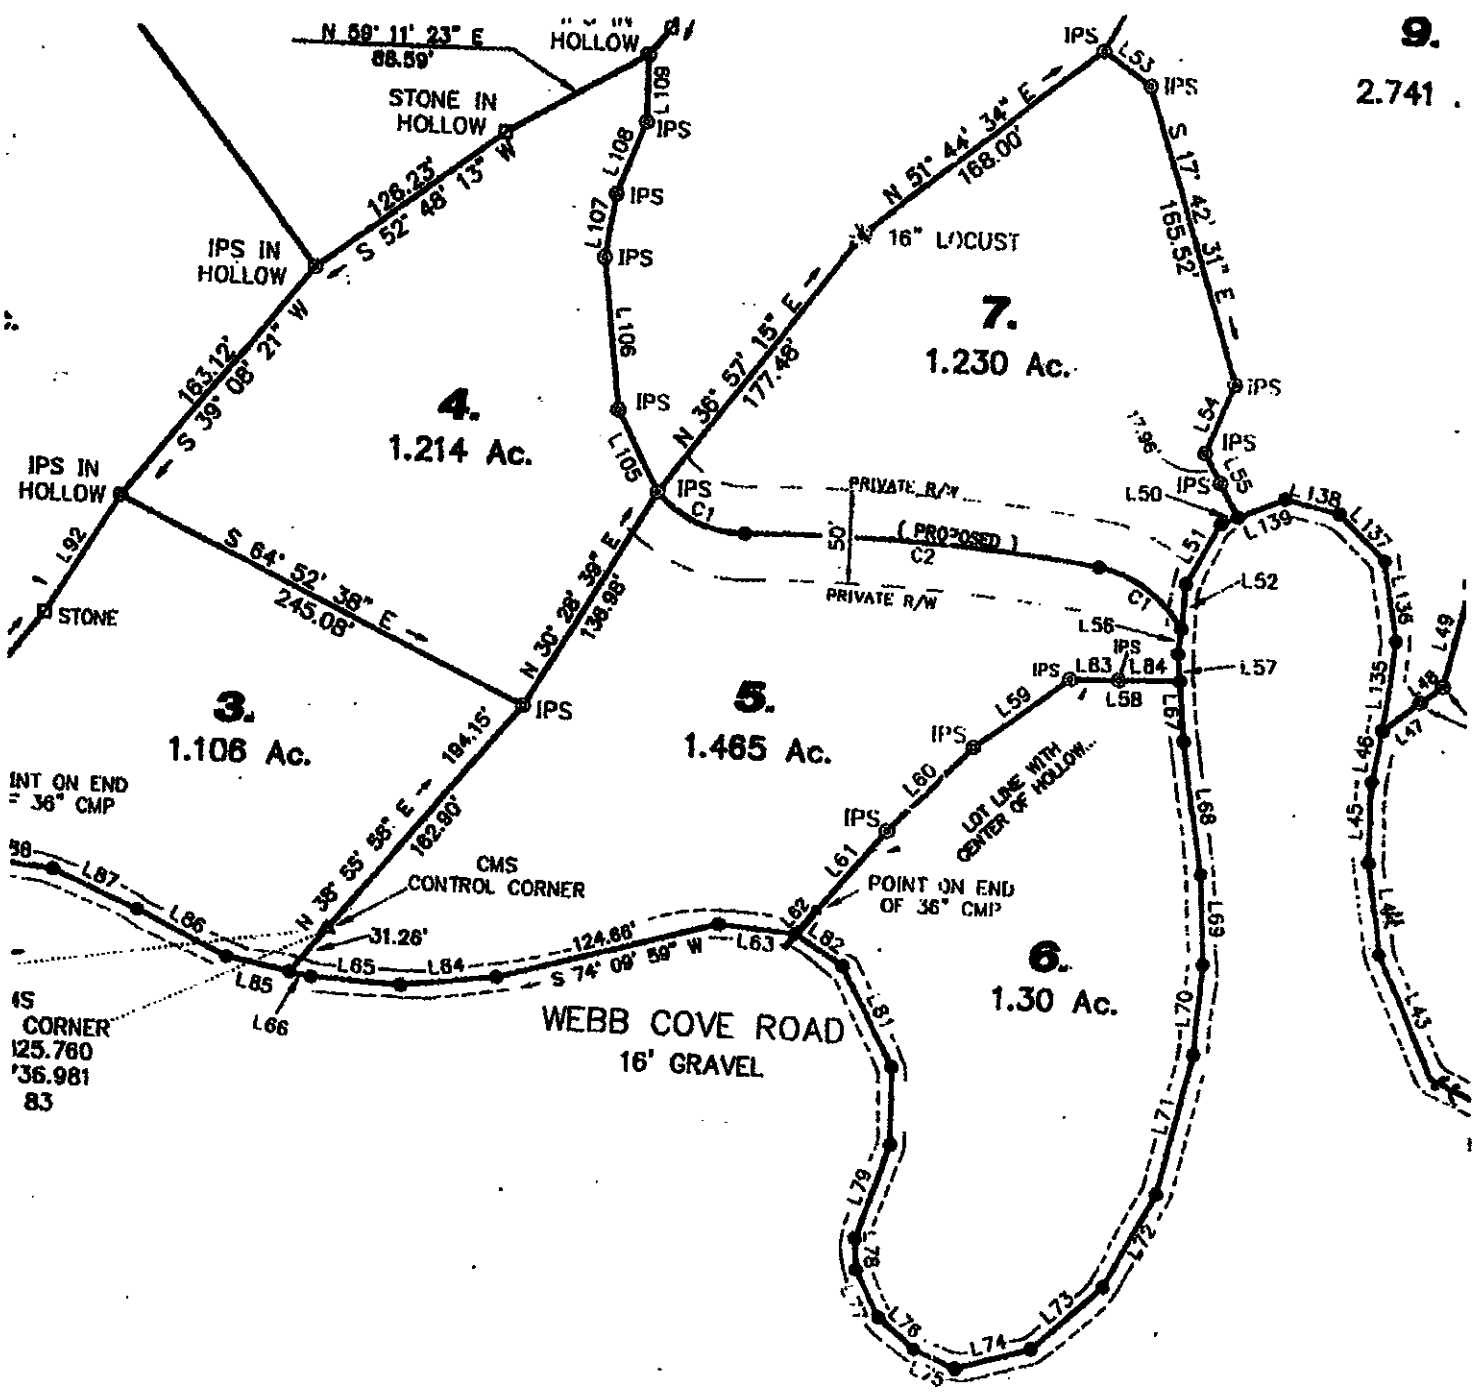 N 59° 11' 23" E
88.59'
HOLLOW
STONE IN
HOLLOW
L109
IPS
L108
IPS
L107
IPS
L106
IPS
L105
126.23'
S 52° 48' 13" W
IPS IN
HOLLOW
163.12'
S 39° 08' 21" W
IPS IN
HOLLOW
L92
STONE
4.
1.214 Ac.
S 64° 52' 38" E
245.08'
IPS
L53
IPS
9.
2.741
N 51° 44' 34" E
168.00'
S 17° 42' 31" E
165.52'
16" LOCUST
7.
1.230 Ac.
N 36° 57' 15" E
177.48'
IPS
L54
IPS
17.96'
L55
IPS
L50
L51
L138
L139
L137
L136
L135
L52
IPS
C1
PRIVATE R/W
50'
( PROPOSED )
C2
PRIVATE R/W
C1
L56
IPS
L57
IPS
L83
L84
L58
L59
L67
N 30° 28' 39" E
138.98'
IPS
3.
1.106 Ac.
5.
1.465 Ac.
194.15'
N 38° 55' 58" E
162.90'
INT ON END
36" CMP
IPS
L60
IPS
L61
LOT LINE WITH
CENTER OF HOLLOW...
L49
L48
L47
L46
L45
L44
L43
L68
L69
L70
L71
L72
L73
L74
L75
L76
L77
L78
L79
L81
L82
L62
L63
POINT ON END
OF 36" CMP
CMS
CONTROL CORNER
31.26'
124.66'
S 74° 09' 59" W
L87
L86
L85
L66
L65
L64
6.
1.30 Ac.
WEBB COVE ROAD
16' GRAVEL
CORNER
125.760
'36.981
83